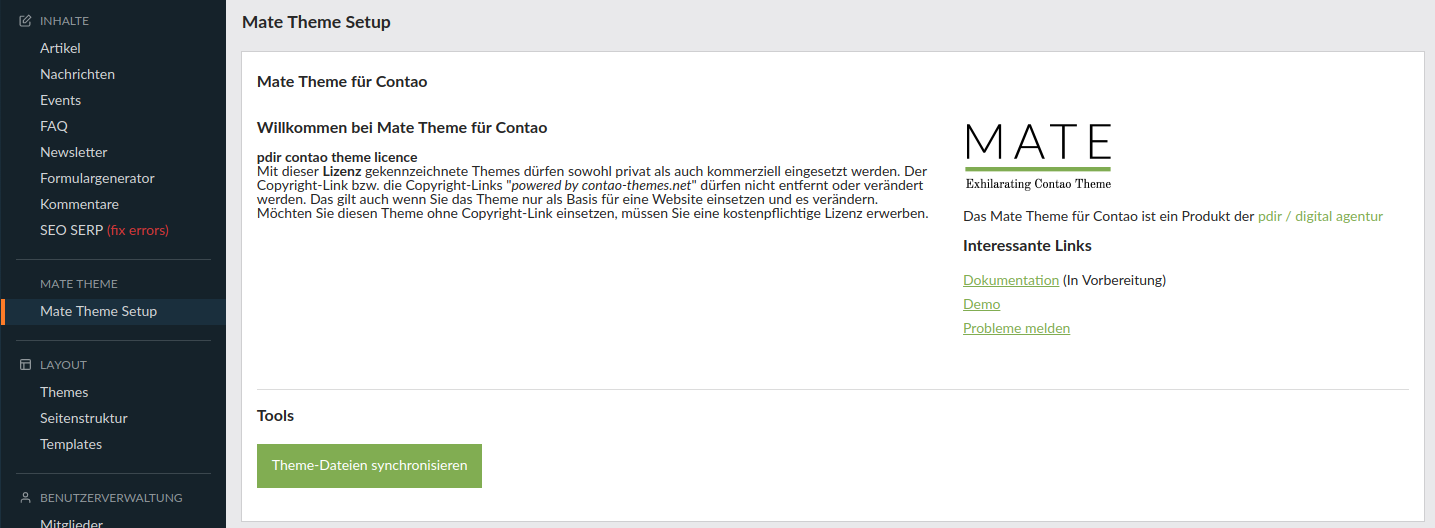 INHALTE
Artikel
Nachrichten
Events
FAQ
Newsletter
Formulargenerator
Kommentare
SEO SERP (fix errors)
MATE THEME
Mate Theme Setup
LAYOUT
Themes
Seitenstruktur
Templates
BENUTZERVERWALTUNG
Mitglieder
Mate Theme Setup
Mate Theme für Contao
Willkommen bei Mate Theme für Contao
pdir contao theme licence
Mit dieser Lizenz gekennzeichnete Themes dürfen sowohl privat als auch kommerziell eingesetzt werden. Der
Copyright-Link bzw. die Copyright-Links "powered by contao-themes.net" dürfen nicht entfernt oder verändert
werden. Das gilt auch wenn Sie das Theme nur als Basis für eine Website einsetzen und es verändern.
Möchten Sie diesen Theme ohne Copyright-Link einsetzen, müssen Sie eine kostenpflichtige Lizenz erwerben.
MATE
Exhilarating Contao Theme
Das Mate Theme für Contao ist ein Produkt der pdir / digital agentur
Interessante Links
Dokumentation (In Vorbereitung)
Demo
Probleme melden
Tools
Theme-Dateien synchronisieren